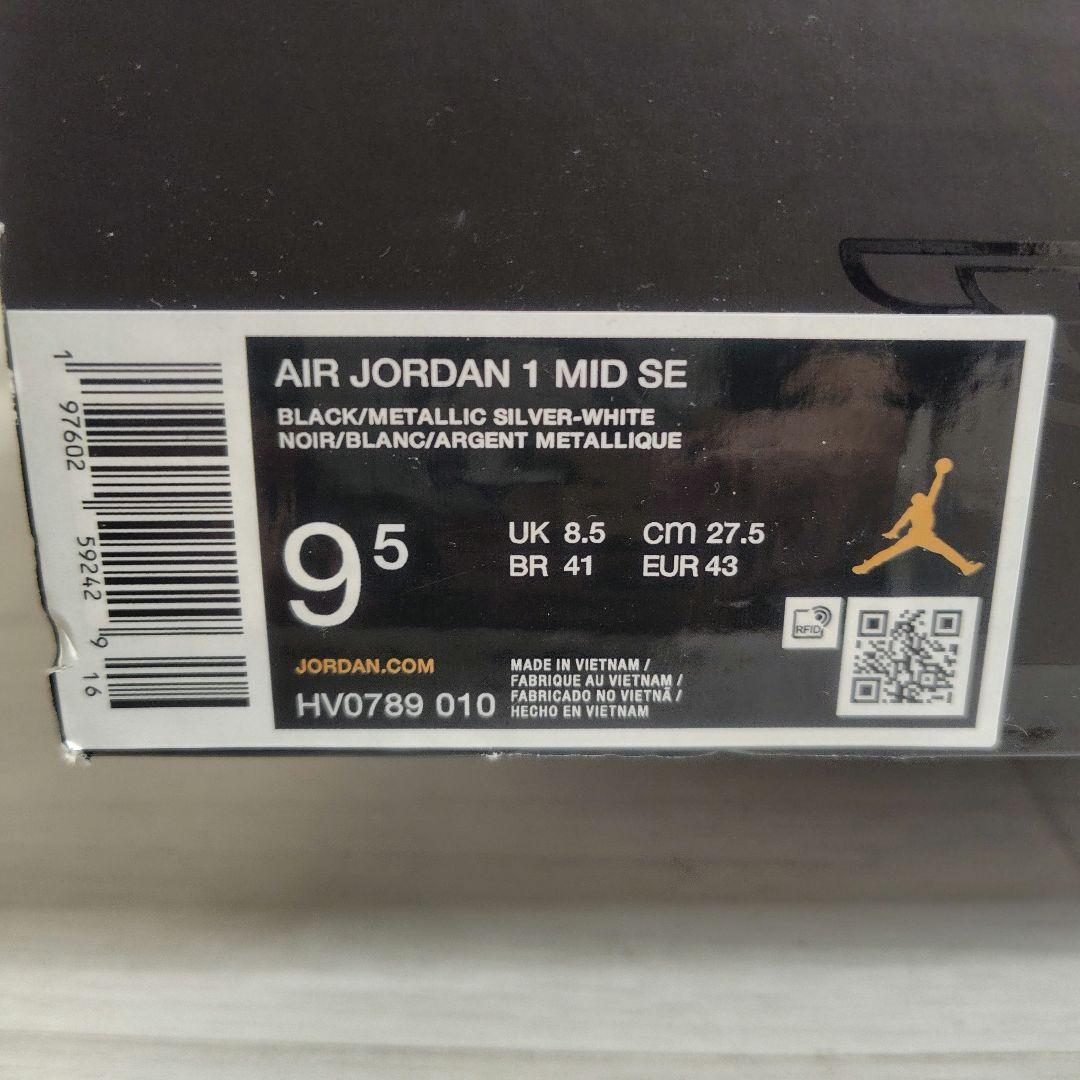 AIR JORDAN 1 MID SE
BLACK/METALLIC SILVER-WHITE
NOIR/BLANC/ARGENT METALLIQUE
9 5
UK 8.5 cm 27.5
BR 41 EUR 43
RFID
JORDAN.COM
HV0789 010
MADE IN VIETNAM /
FABRIQUE AU VIETNAM /
FABRICADO NO VIETNÃ /
HECHO EN VIETNAM
1 97602 59242 9 16